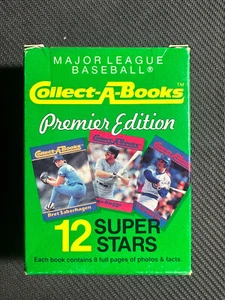 MAJOR LEAGUE
BASEBALL®
Collect-A-Books™
Premier Edition
Collect-A-Books
Bret Saberhagen
12 SUPER
STARS
Each book contains 8 full pages of photos & facts.